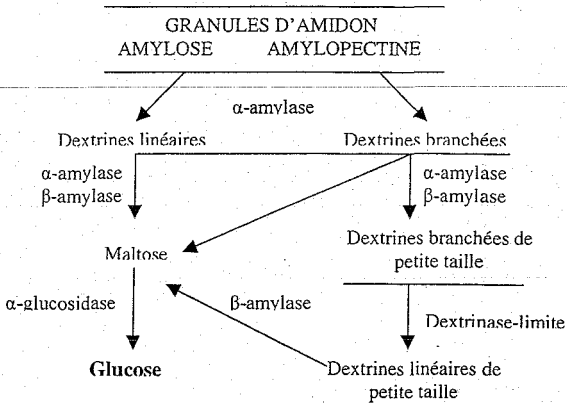 GRANULES D'AMIDON
AMYLOSE AMYLOPECTINE
α-amylase
Dextrines linéaires Dextrines branchées
α-amylase
β-amylase
α-amylase
β-amylase
Maltose
Dextrines branchées de
petite taille
α-glucosidase
β-amylase
Dextrinase-limite
Glucose
Dextrines linéaires de
petite taille